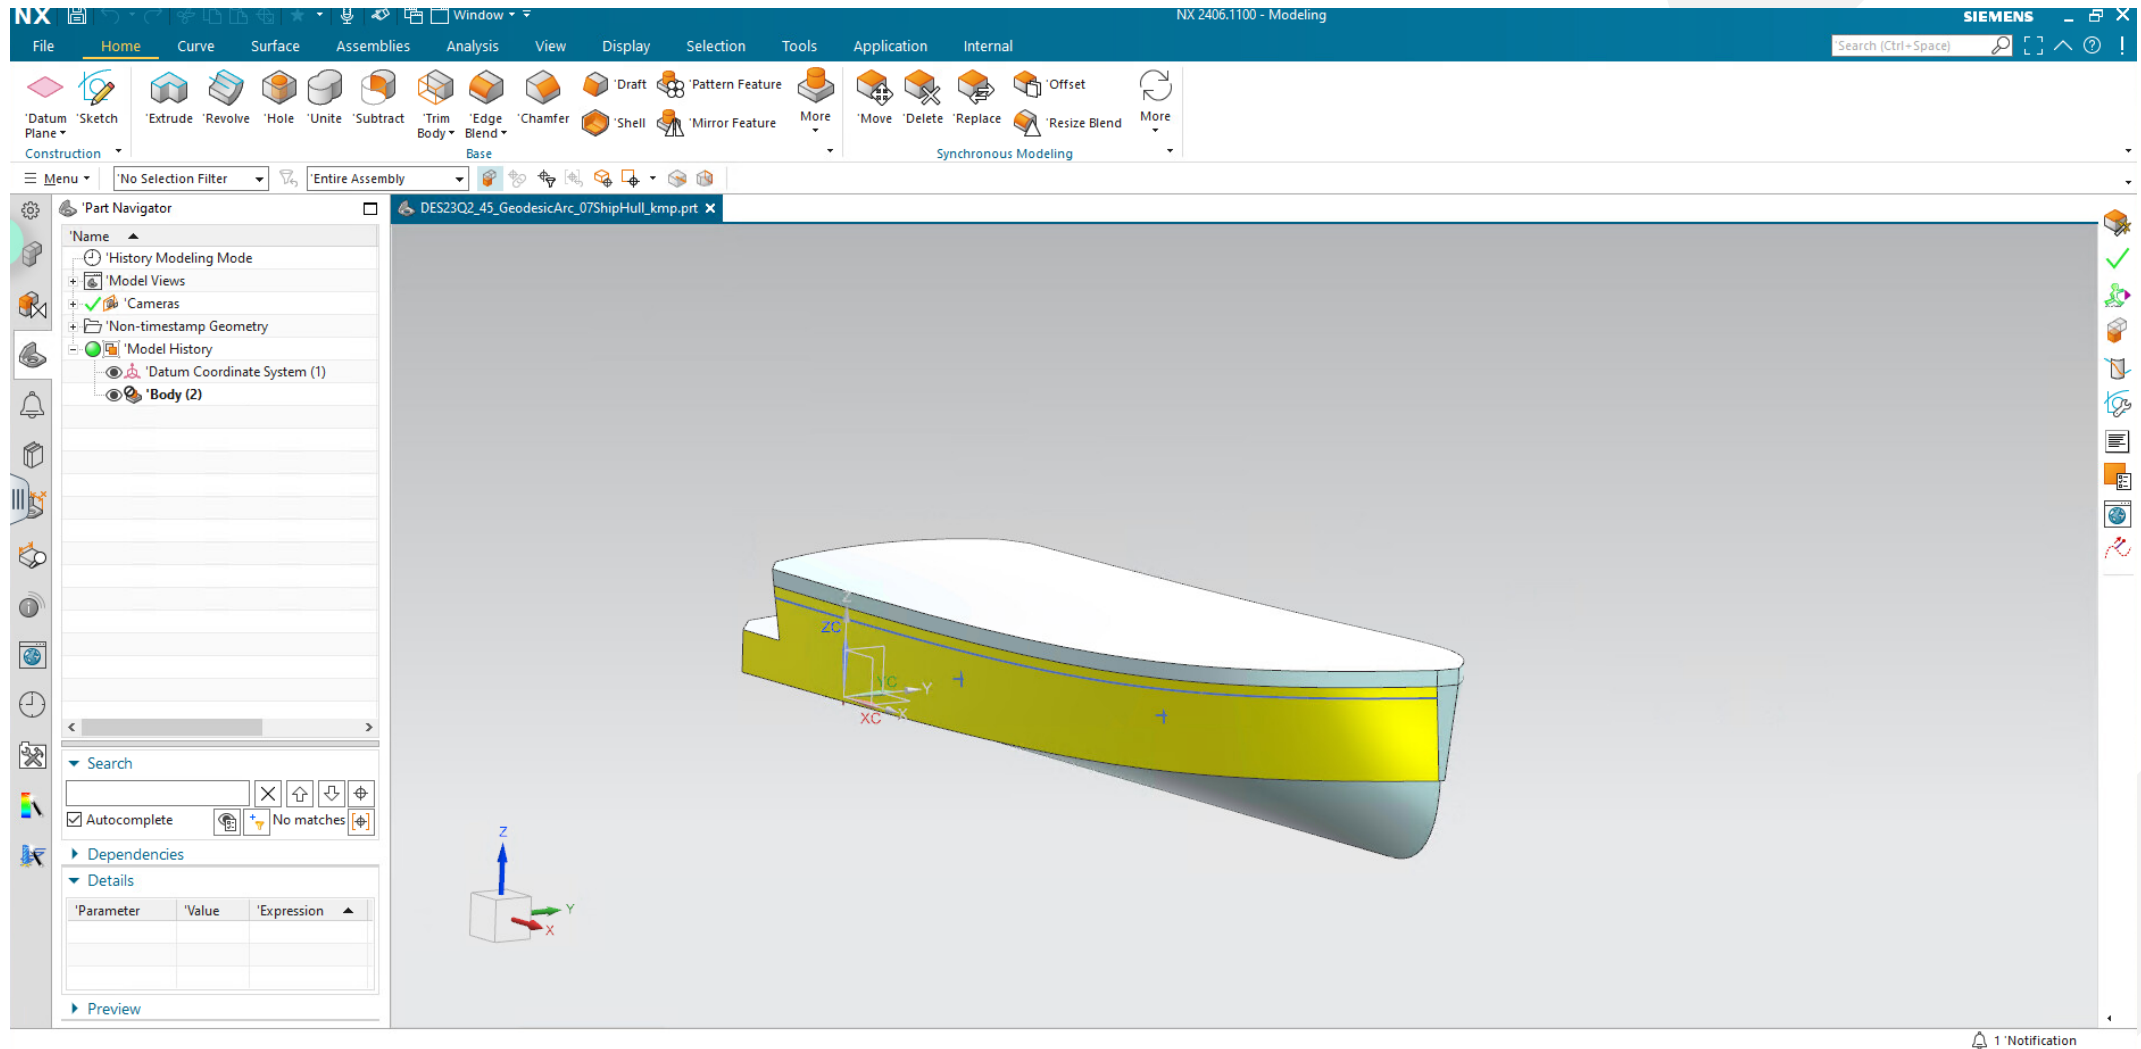 NX Window NX 2406.1100 - Modeling SIEMENS
File Home Curve Surface Assemblies Analysis View Display Selection Tools Application Internal 'Search (Ctrl+Space)
'Datum Plane 'Sketch 'Extrude 'Revolve 'Hole 'Unite 'Subtract 'Trim Body 'Edge Blend 'Chamfer 'Draft 'Shell 'Pattern Feature 'Mirror Feature More 'Move 'Delete 'Replace 'Offset 'Resize Blend More
Construction Base Synchronous Modeling
Menu 'No Selection Filter 'Entire Assembly
'Part Navigator DES23Q2_45_GeodesicArc_07ShipHull_kmp.prt
'Name
'History Modeling Mode
'Model Views
'Cameras
'Non-timestamp Geometry
'Model History
'Datum Coordinate System (1)
'Body (2)
Z
ZC
YC Y
XC X
Search
Autocomplete No matches
Dependencies
Details
'Parameter 'Value 'Expression
Preview
Z
Y
X
1 'Notification